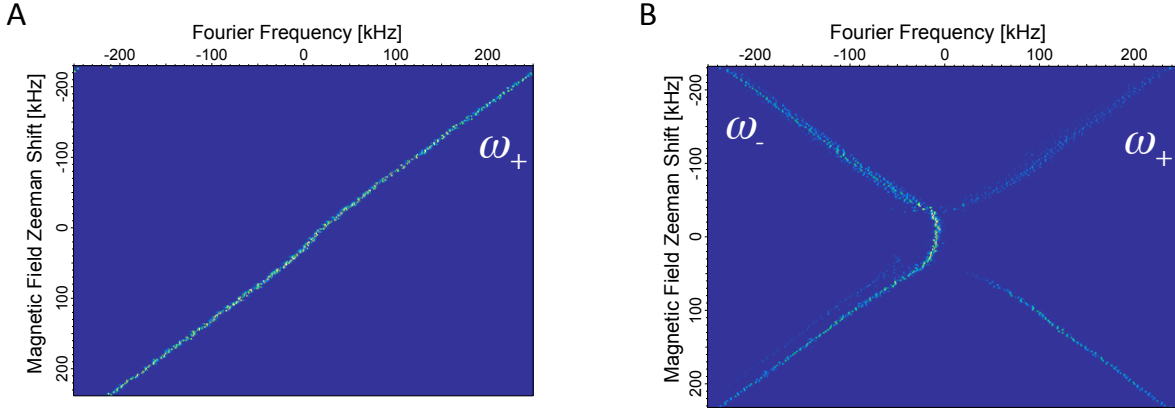 A
Fourier Frequency [kHz]
-200 -100 0 100 200
Magnetic Field Zeeman Shift [kHz]
-200
-100
0
100
200
ω+
B
Fourier Frequency [kHz]
-100 0 100 200
Magnetic Field Zeeman Shift [kHz]
-200
-100
0
100
200
ω-
ω+